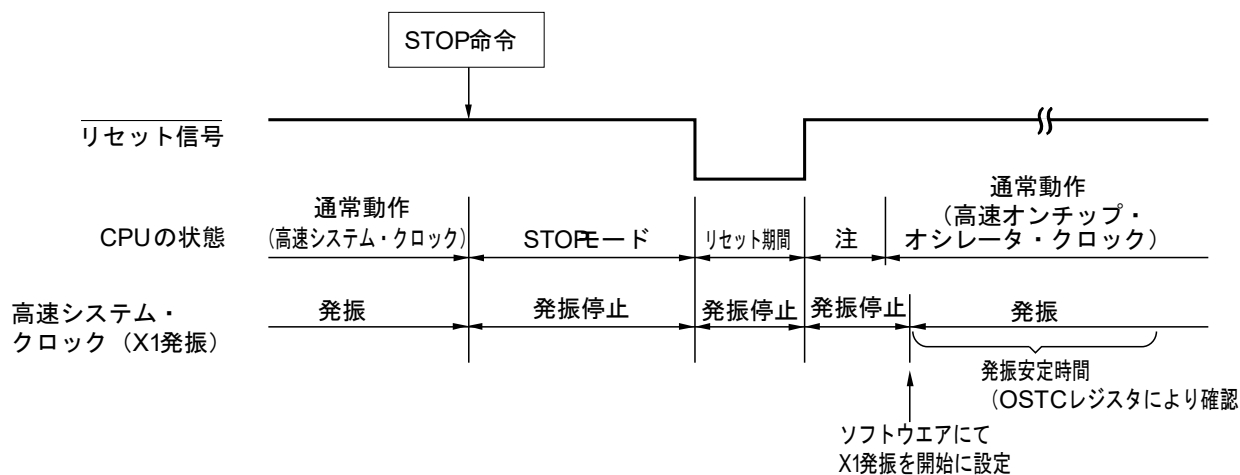 STOP命令
リセット信号
CPUの状態
通常動作
(高速システム・クロック)
STOPモード
リセット期間
注
通常動作
(高速オンチップ・
オシレータ・クロック)
高速システム・
クロック（X1発振）
発振
発振停止
発振停止
発振停止
発振
発振安定時間
（OSTCレジスタにより確認
ソフトウエアにて
X1発振を開始に設定